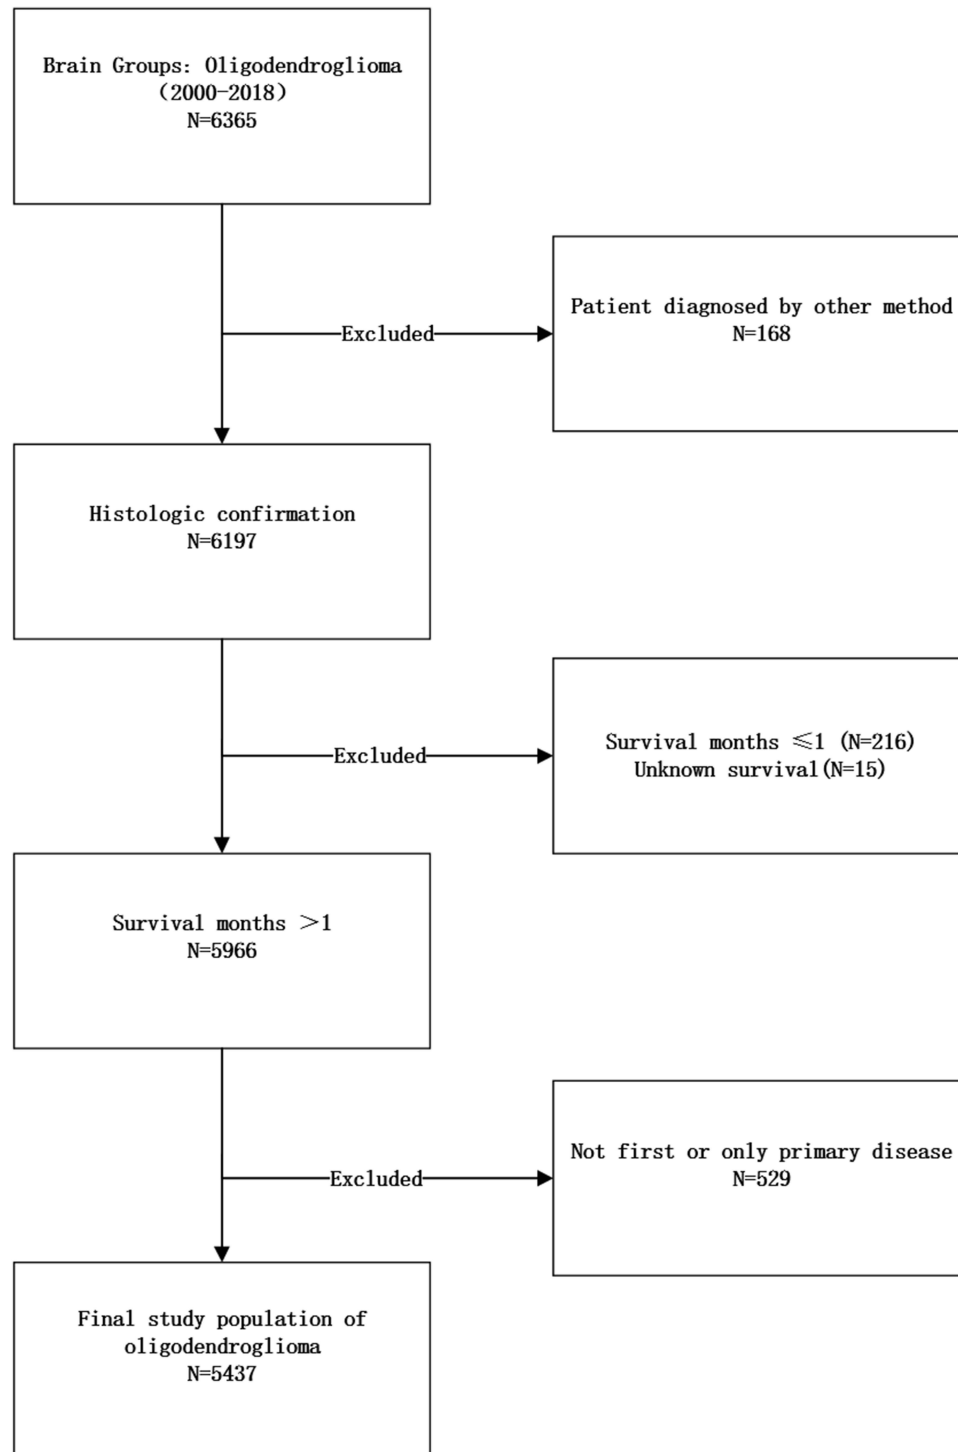 Brain Groups: Oligodendroglioma
(2000-2018)
N=6365
Excluded
Patient diagnosed by other method
N=168
Histologic confirmation
N=6197
Excluded
Survival months ≤1 (N=216)
Unknown survival(N=15)
Survival months >1
N=5966
Excluded
Not first or only primary disease
N=529
Final study population of
oligodendroglioma
N=5437